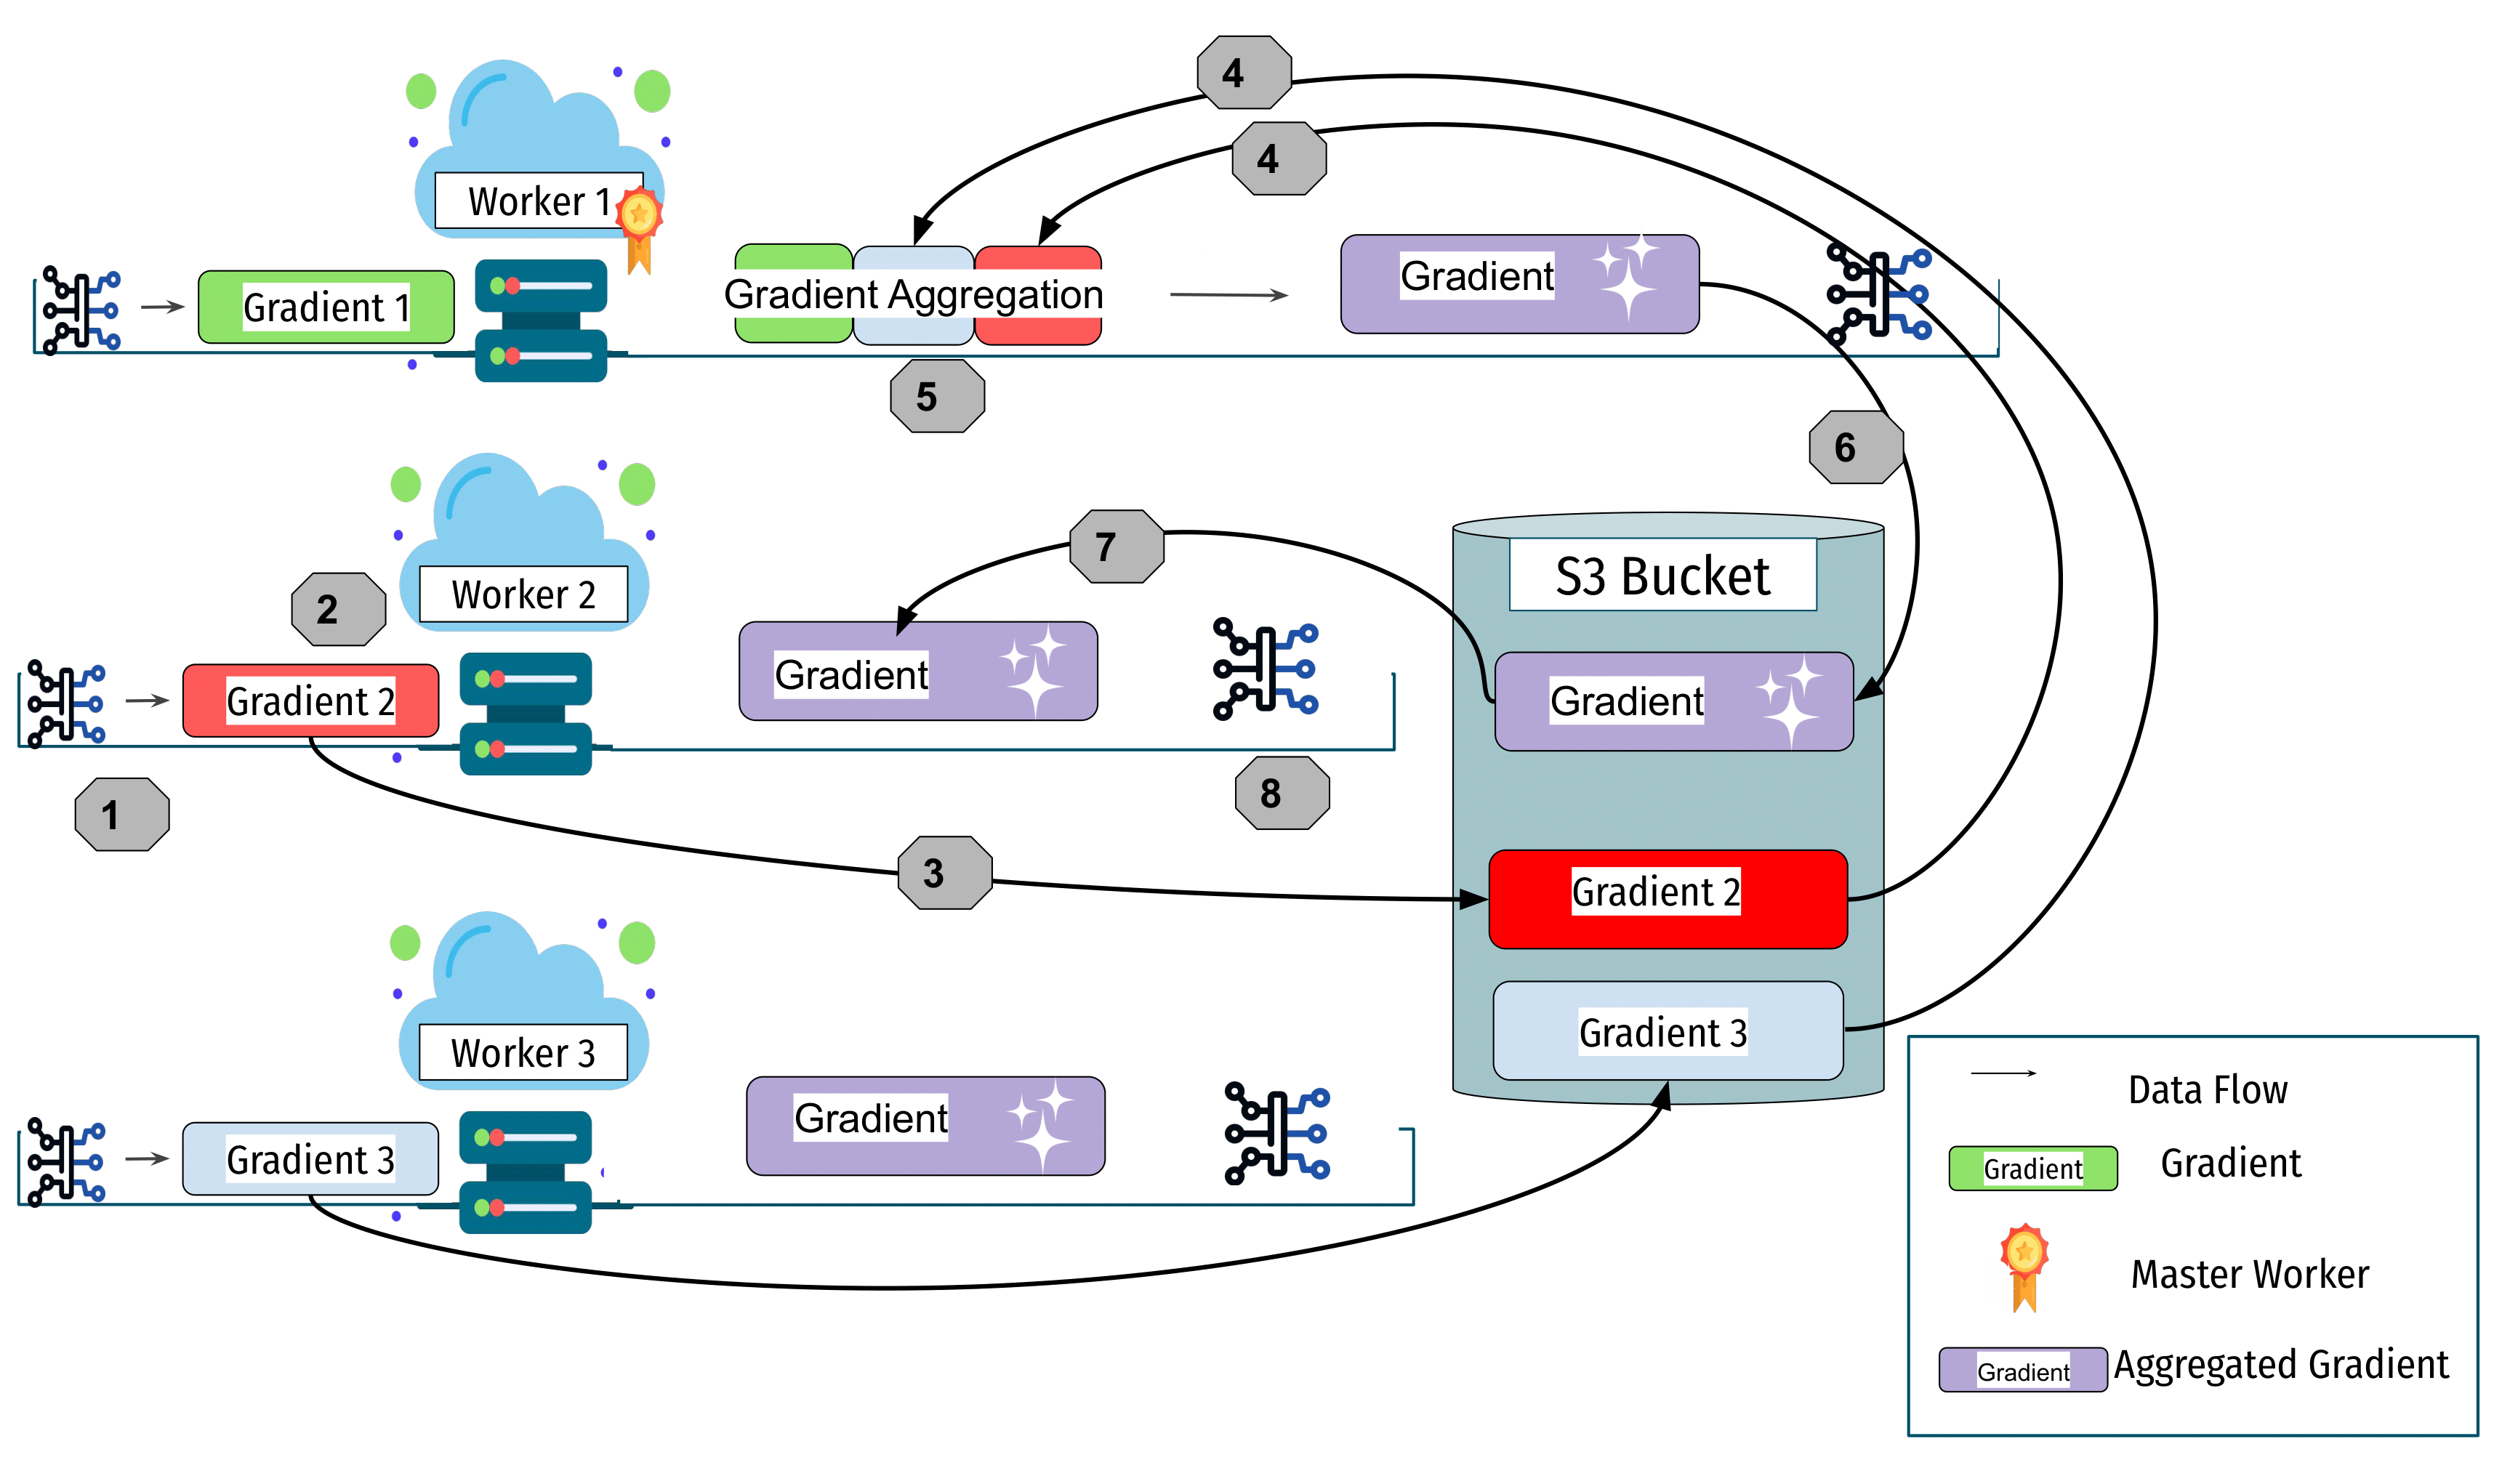 4
4
Worker 1
Gradient 1
Gradient Aggregation
Gradient
5
6
7
Worker 2
2
S3 Bucket
Gradient 2
Gradient
Gradient
1
8
3
Gradient 2
Worker 3
Gradient 3
Gradient 3
Gradient
Data Flow
Gradient
Gradient
Master Worker
Gradient
Aggregated Gradient